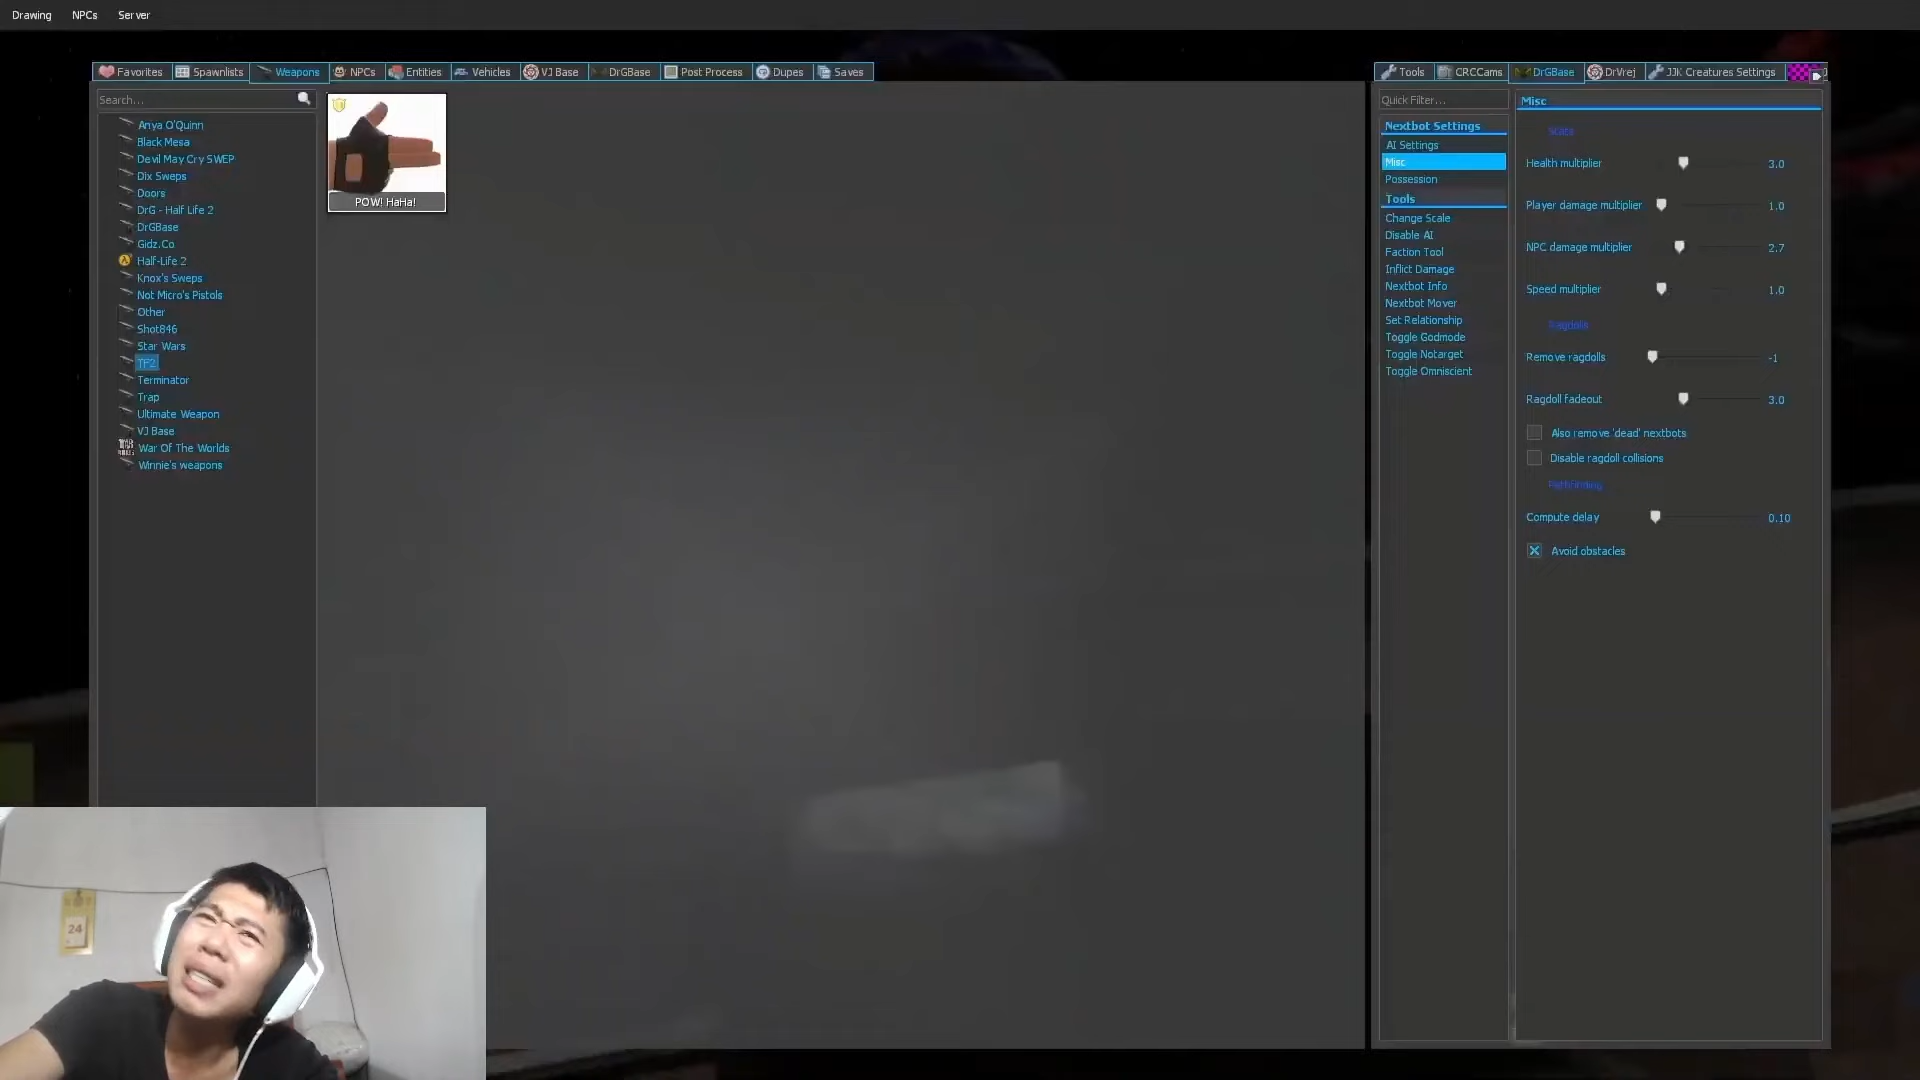 Drawing NPCs Server
Favorites Spawnlists Weapons NPCs Entities Vehicles VJ Base DrGBase Post Process Dupes Saves
Search...
Anya O'Quinn
Black Mesa
Devil May Cry SWEP
Dix Sweps
Doors
DrG - Half Life 2
DrGBase
Gidz.Co
Half-Life 2
Knox's Sweps
Not Micro's Pistols
Other
Shot846
Star Wars
TF2
Terminator
Trap
Ultimate Weapon
VJ Base
War Of The Worlds
Winnie's weapons
POW! HaHa!
24
Tools CRCCams DrGBase DrVrej JJK Creatures Settings
Quick Filter...
Nextbot Settings
AI Settings
Misc
Possession
Tools
Change Scale
Disable AI
Faction Tool
Inflict Damage
Nextbot Info
Nextbot Mover
Set Relationship
Toggle Godmode
Toggle Notarget
Toggle Omniscient
Misc
Stats
Health multiplier 3.0
Player damage multiplier 1.0
NPC damage multiplier 2.7
Speed multiplier 1.0
Ragdolls
Remove ragdolls -1
Ragdoll fadeout 3.0
Also remove 'dead' nextbots
Disable ragdoll collisions
Pathfinding
Compute delay 0.10
Avoid obstacles